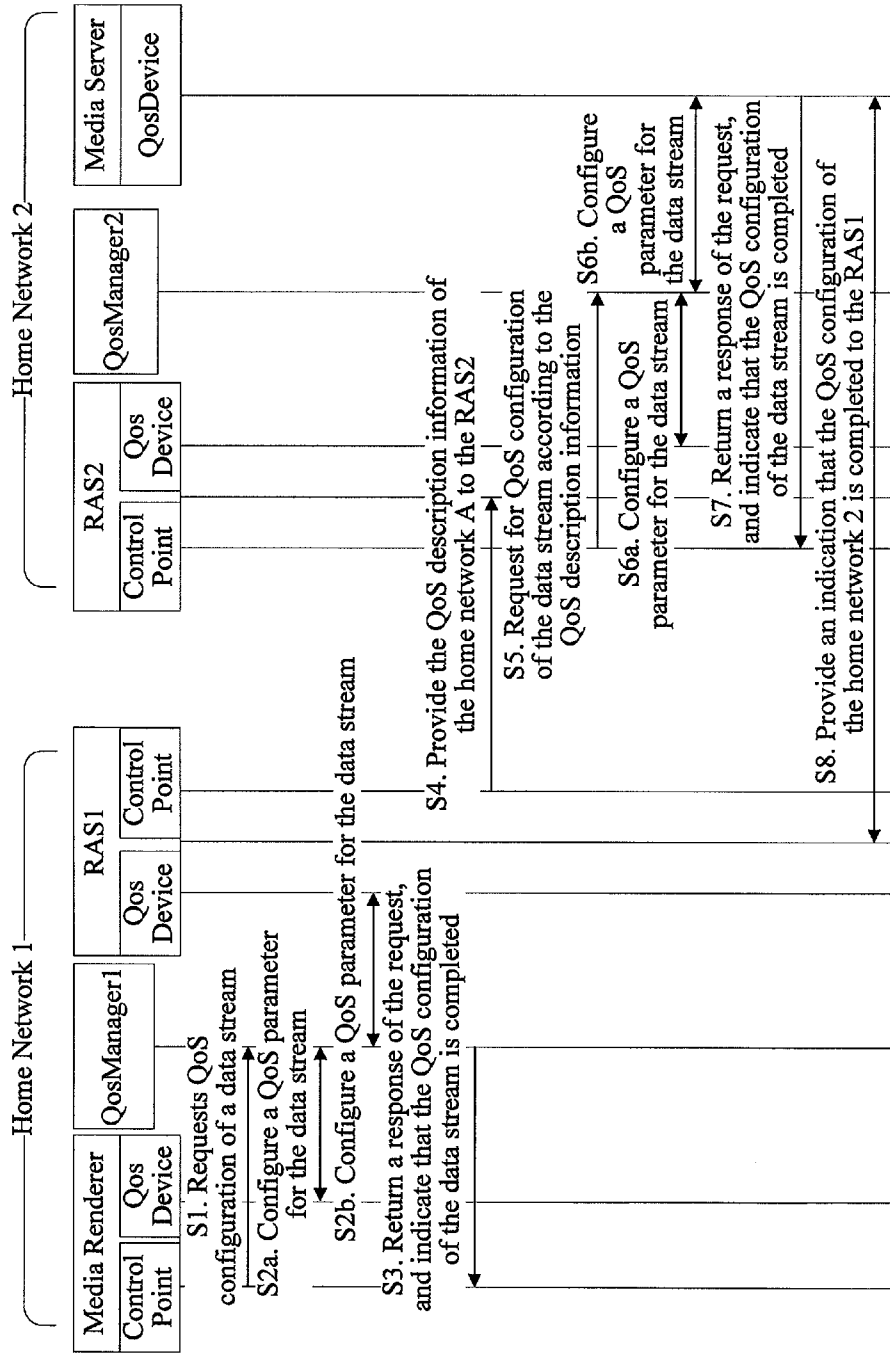 Home Network 1
Home Network 2
Media Renderer
Control
Point
Qos
Device
QosManager1
RAS1
Qos
Device
Control
Point
RAS2
Control
Point
Qos
Device
QosManager2
Media Server
QosDevice
S1. Requests QoS
configuration of a data stream
S2a. Configure a QoS parameter
for the data stream
S2b. Configure a QoS parameter for the data stream
S3. Return a response of the request,
and indicate that the QoS configuration
of the data stream is completed
S4. Provide the QoS description information of
the home network A to the RAS2
S5. Request for QoS configuration
of the data stream according to the
QoS description information
S6a. Configure a QoS
parameter for the data stream
S6b. Configure
a QoS
parameter for
the data stream
S7. Return a response of the request,
and indicate that the QoS configuration
of the data stream is completed
S8. Provide an indication that the QoS configuration of
the home network 2 is completed to the RAS1